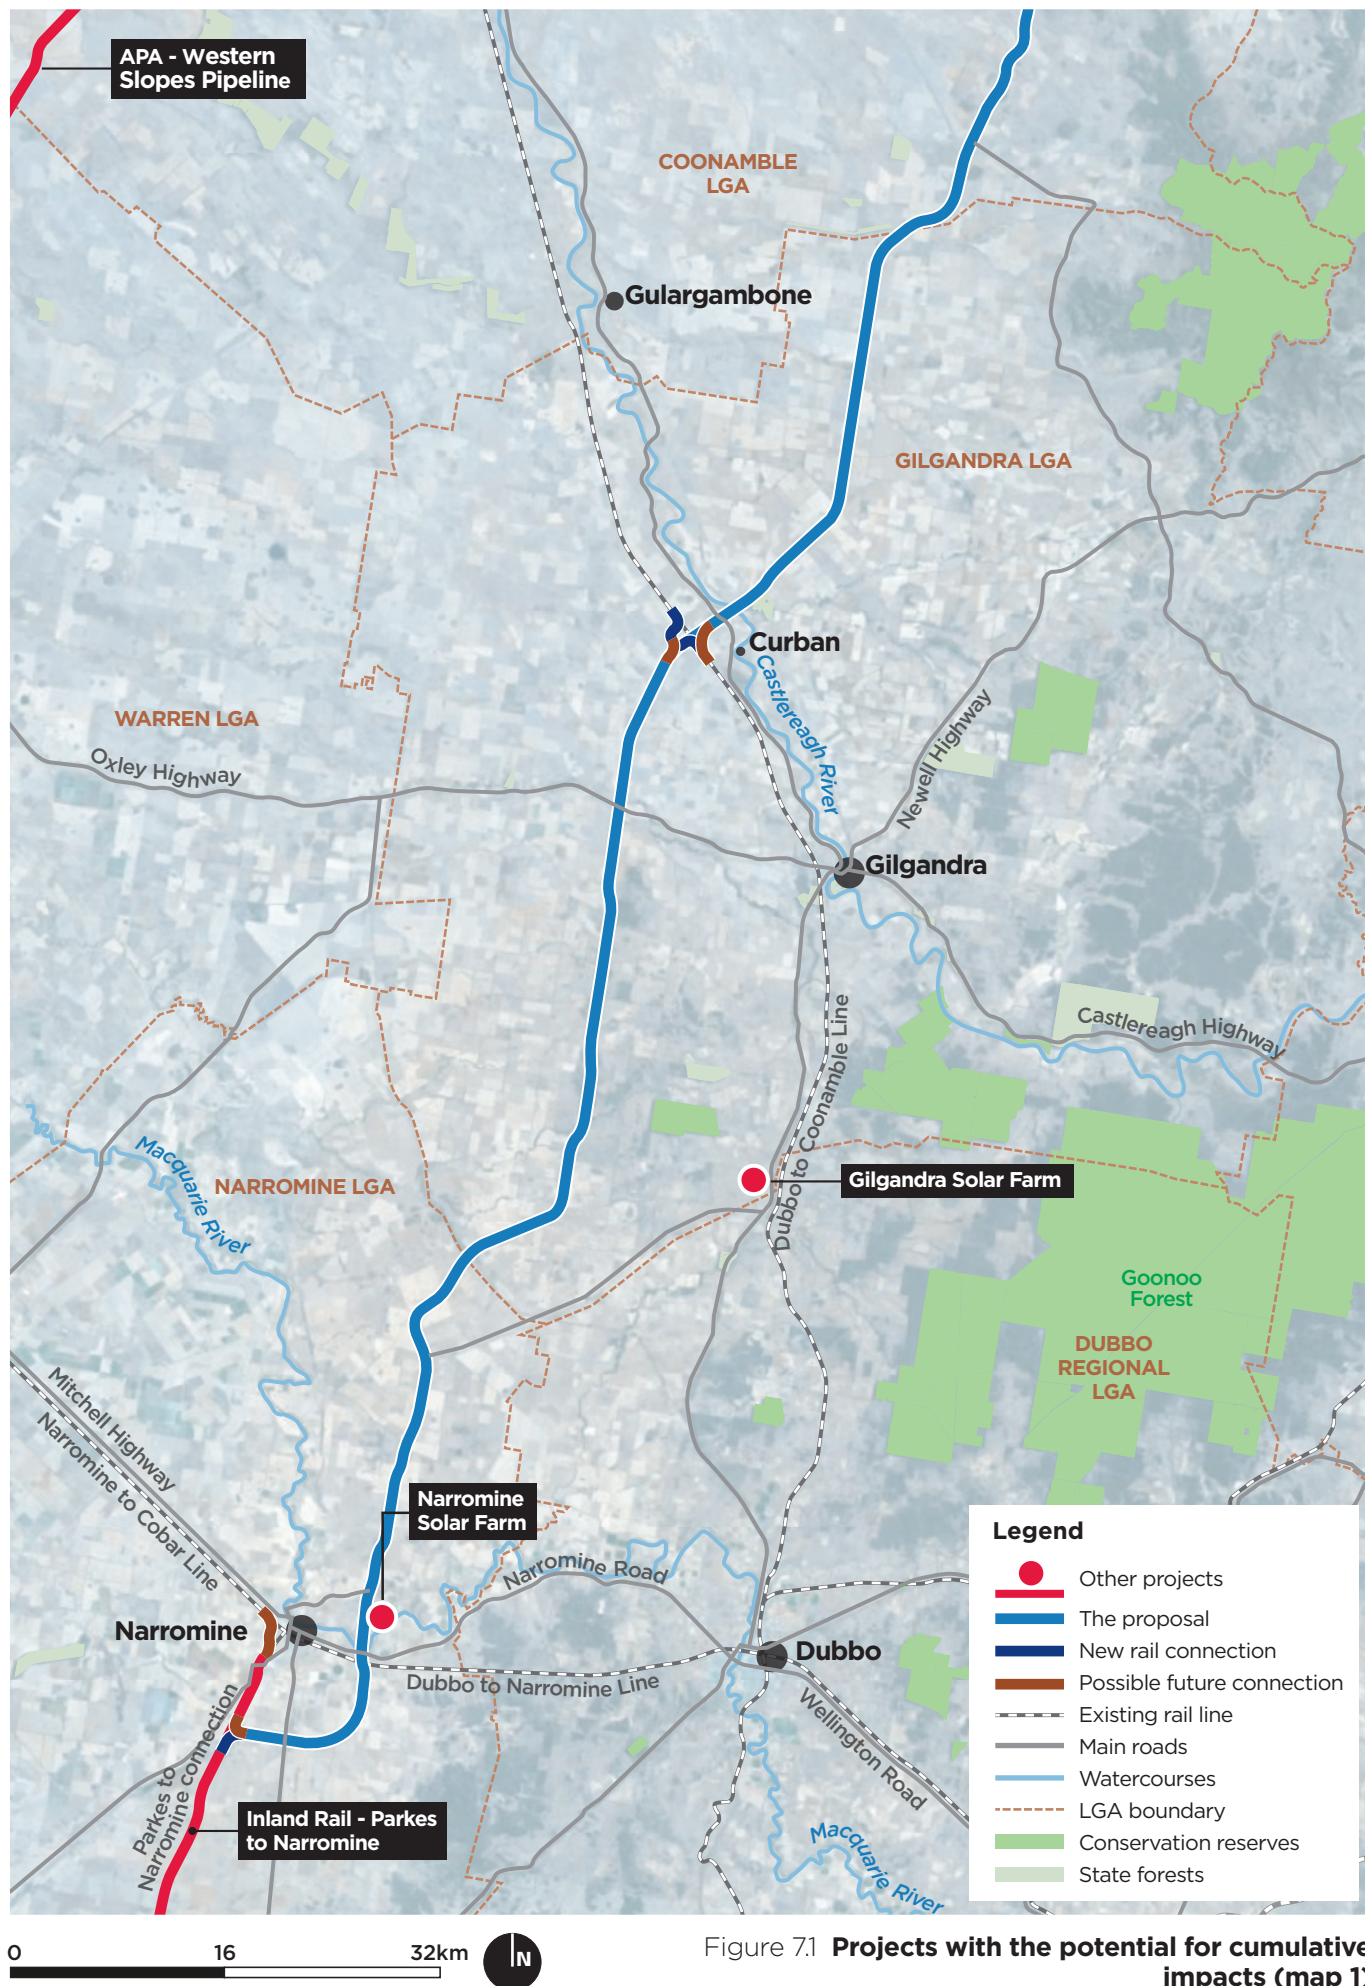 APA - Western
Slopes Pipeline
COONAMBLE
LGA
Gulargambone
GILGANDRA LGA
Curban
Castlereagh River
WARREN LGA
Oxley Highway
Newell Highway
Gilgandra
Castlereagh Highway
Dubbo to Coonamble Line
Macquarie River
NARROMINE LGA
Gilgandra Solar Farm
Goonoo
Forest
DUBBO
REGIONAL
LGA
Mitchell Highway
Narromine to Cobar Line
Narromine
Solar Farm
Narromine Road
Narromine
Dubbo
Dubbo to Narromine Line
Wellington Road
Parkes to
Narromine connection
Inland Rail - Parkes
to Narromine
Macquarie River
Legend
Other projects
The proposal
New rail connection
Possible future connection
Existing rail line
Main roads
Watercourses
LGA boundary
Conservation reserves
State forests
0 16 32km
N
Figure 7.1 Projects with the potential for cumulative
impacts (map 1)